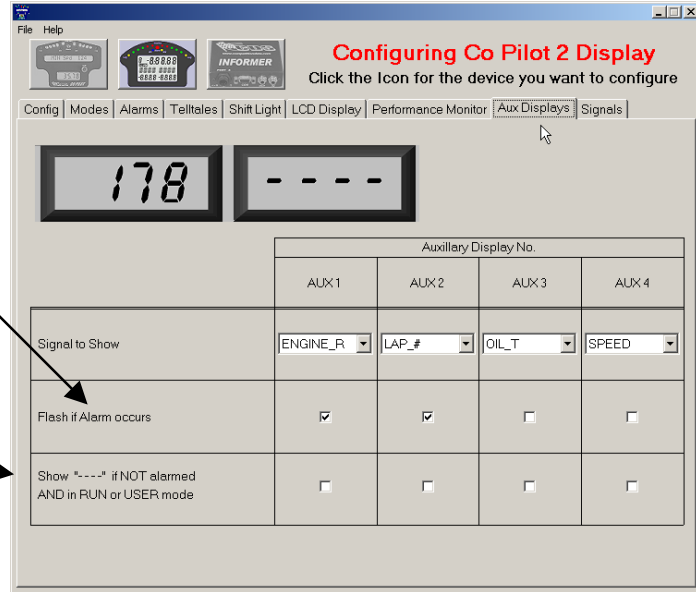 File Help
INFORMER
Configuring Co Pilot 2 Display
Click the Icon for the device you want to configure
Config Modes Alarms Telltales Shift Light LCD Display Performance Monitor Aux Displays Signals
178 ----
Auxillary Display No.
AUX 1 AUX 2 AUX 3 AUX 4
Signal to Show ENGINE_R LAP_# OIL_T SPEED
Flash if Alarm occurs
Show "----" if NOT alarmed
AND in RUN or USER mode